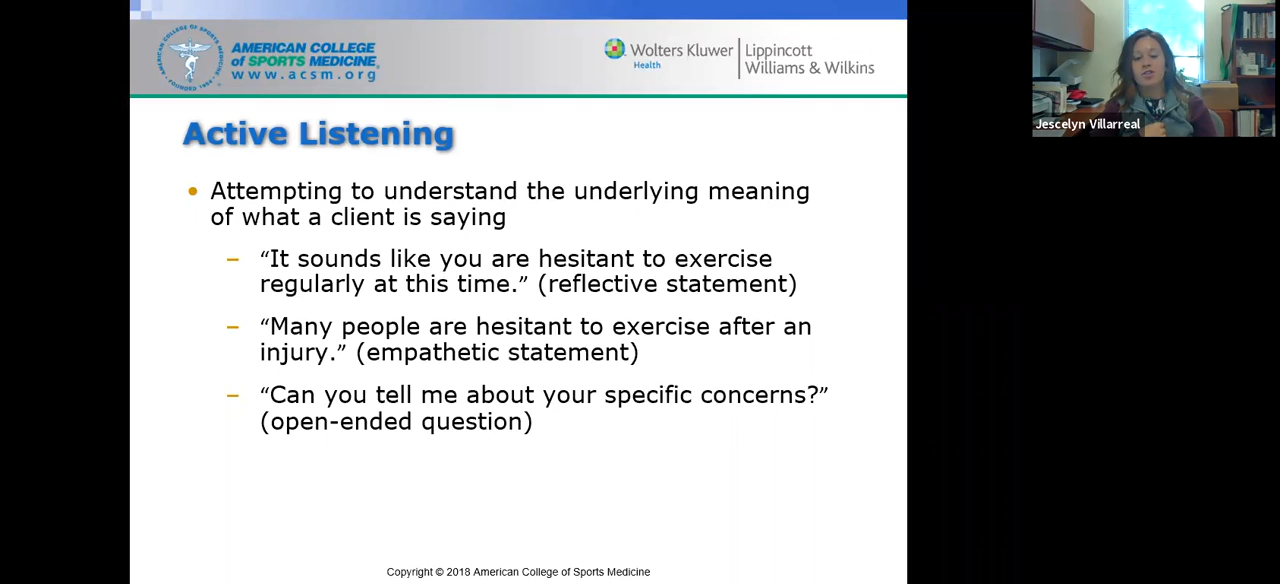 AMERICAN COLLEGE
of SPORTS MEDICINE
www.acsm.org
Wolters Kluwer
Health
Lippincott
Williams & Wilkins
Jescelyn Villarreal
Active Listening
• Attempting to understand the underlying meaning
of what a client is saying
– “It sounds like you are hesitant to exercise
regularly at this time.” (reflective statement)
– “Many people are hesitant to exercise after an
injury.” (empathetic statement)
– “Can you tell me about your specific concerns?”
(open-ended question)
Copyright © 2018 American College of Sports Medicine